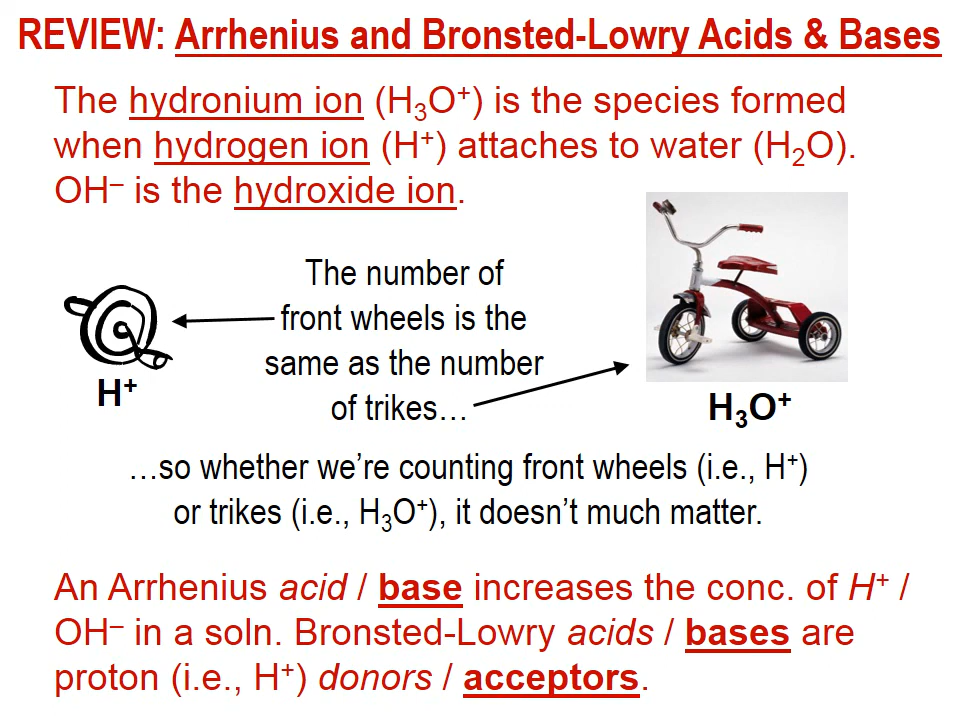 REVIEW: Arrhenius and Bronsted-Lowry Acids & Bases
The hydronium ion (H₃O⁺) is the species formed
when hydrogen ion (H⁺) attaches to water (H₂O).
OH⁻ is the hydroxide ion.
The number of
front wheels is the
same as the number
of trikes…
H⁺
H₃O⁺
…so whether we’re counting front wheels (i.e., H⁺)
or trikes (i.e., H₃O⁺), it doesn’t much matter.
An Arrhenius acid / base increases the conc. of H⁺ /
OH⁻ in a soln. Bronsted-Lowry acids / bases are
proton (i.e., H⁺) donors / acceptors.